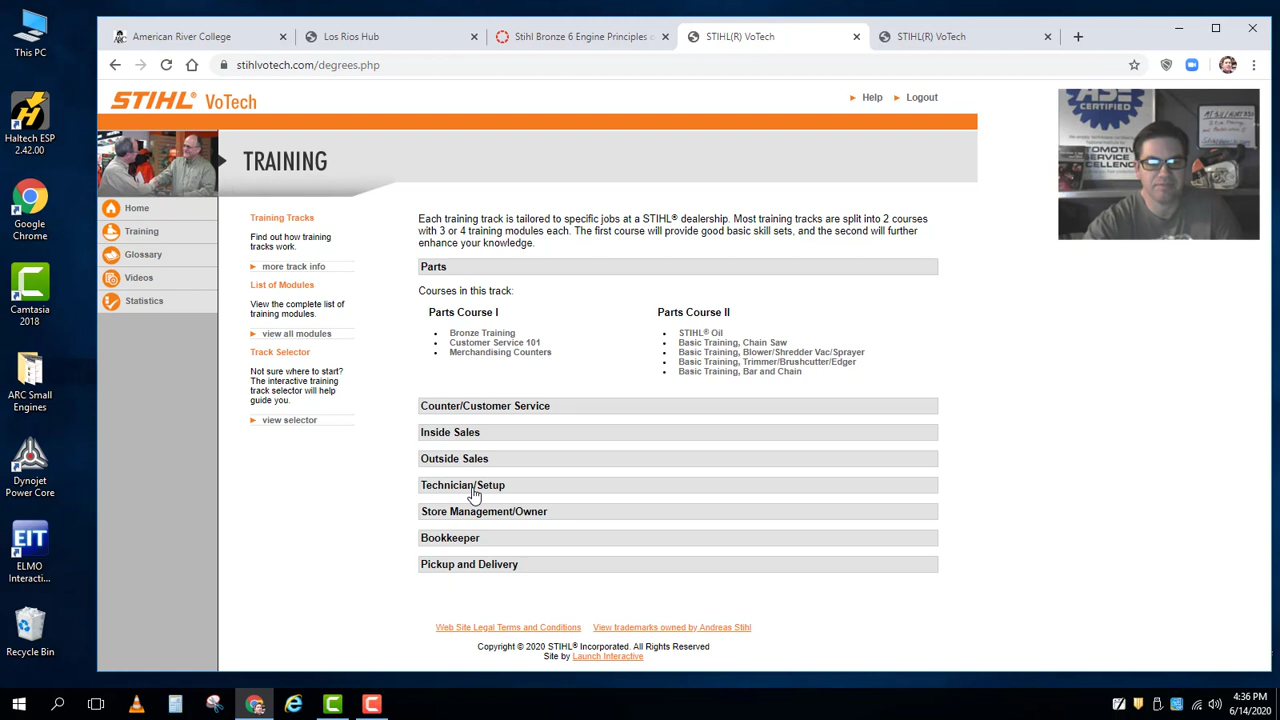 This PC
Haltech ESP
2.42.00
Google
Chrome
Camtasia
2018
ARC Small
Engines
Dynojet
Power Core
EIT
ELMO
Interacti...
Recycle Bin
American River College
Los Rios Hub
Stihl Bronze 6 Engine Principles o
STIHL(R) VoTech
STIHL(R) VoTech
stihlvotech.com/degrees.php
STIHL® VoTech
Help
Logout
TRAINING
Home
Training
Glossary
Videos
Statistics
Training Tracks
Find out how training
tracks work.
more track info
List of Modules
View the complete list of
training modules.
view all modules
Track Selector
Not sure where to start?
The interactive training
track selector will help
guide you.
view selector
Each training track is tailored to specific jobs at a STIHL® dealership. Most training tracks are split into 2 courses
with 3 or 4 training modules each. The first course will provide good basic skill sets, and the second will further
enhance your knowledge.
Parts
Courses in this track:
Parts Course I
Bronze Training
Customer Service 101
Merchandising Counters
Parts Course II
STIHL® Oil
Basic Training, Chain Saw
Basic Training, Blower/Shredder Vac/Sprayer
Basic Training, Trimmer/Brushcutter/Edger
Basic Training, Bar and Chain
Counter/Customer Service
Inside Sales
Outside Sales
Technician/Setup
Store Management/Owner
Bookkeeper
Pickup and Delivery
Web Site Legal Terms and Conditions
View trademarks owned by Andreas Stihl
Copyright © 2020 STIHL® Incorporated. All Rights Reserved
Site by Launch Interactive
ASE
CERTIFIED
AUTOMOTIVE
SERVICE
EXCELLENCE
4:36 PM
6/14/2020